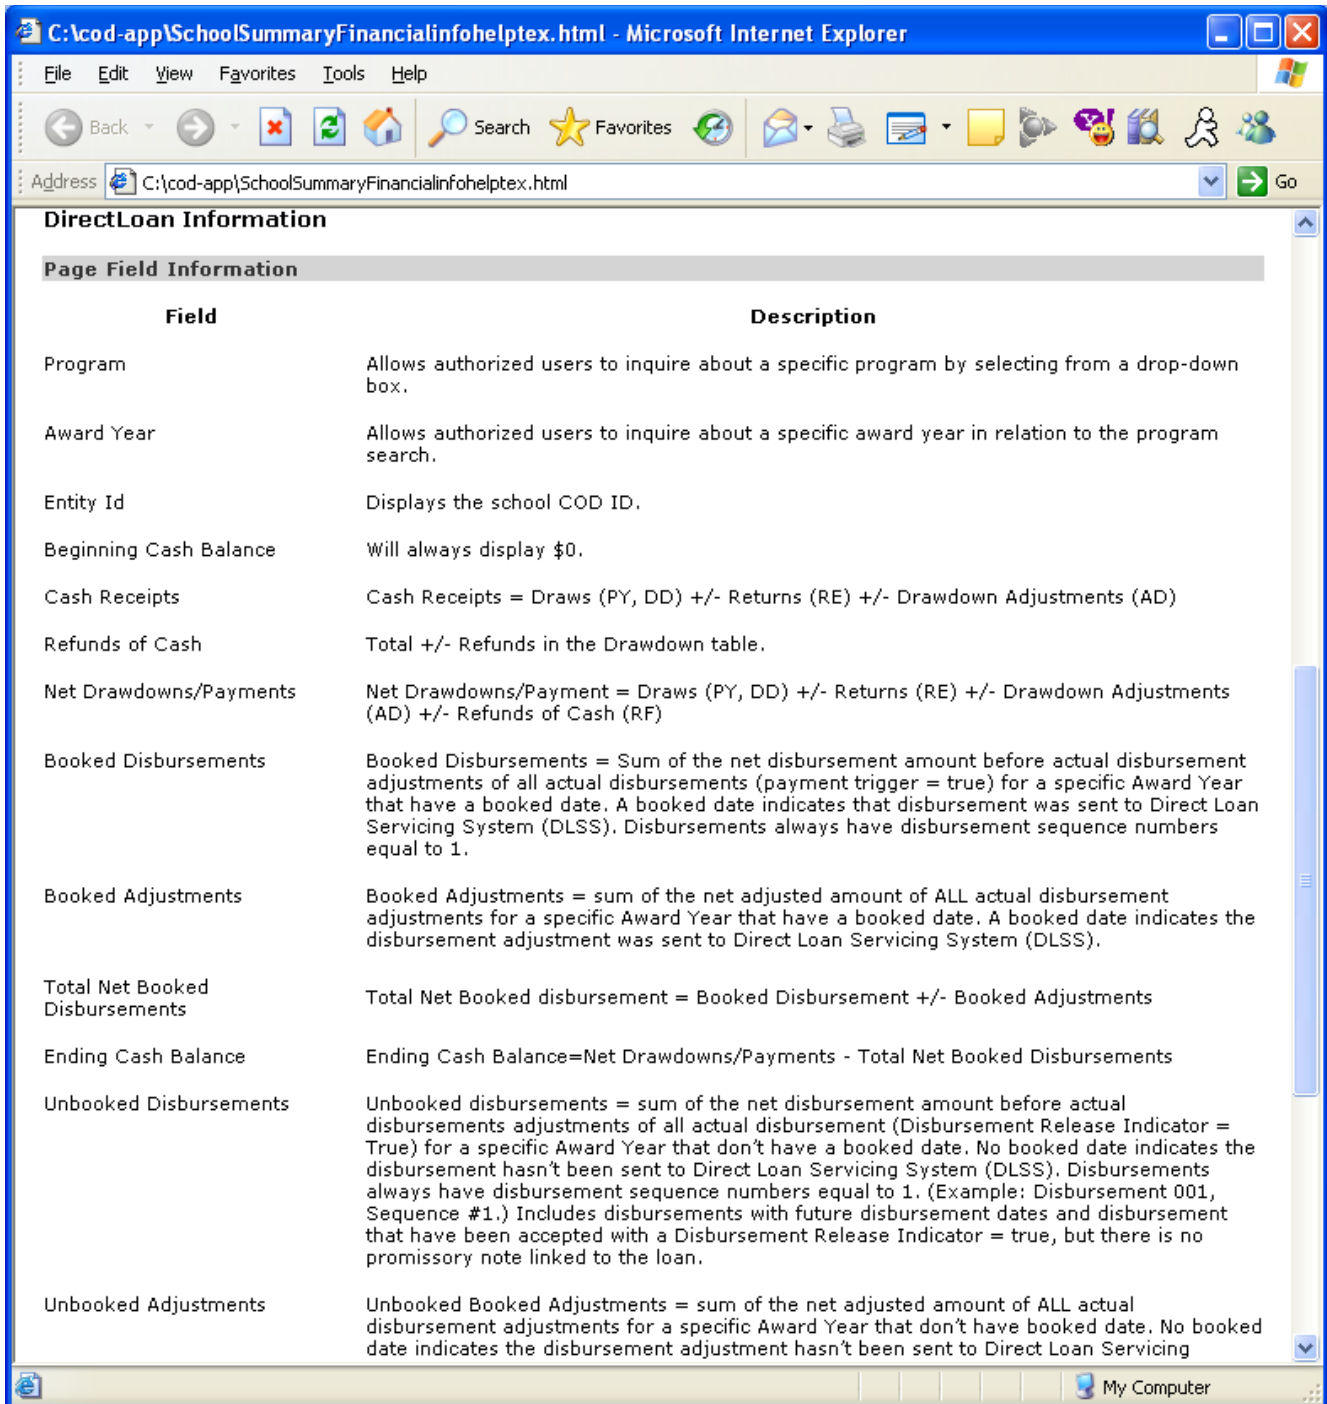 C:\cod-app\SchoolSummaryFinancialinfohelptex.html - Microsoft Internet Explorer
File Edit View Favorites Tools Help
Back Search Favorites
Address C:\cod-app\SchoolSummaryFinancialinfohelptex.html Go
DirectLoan Information
Page Field Information
Field Description
Program Allows authorized users to inquire about a specific program by selecting from a drop-down
box.
Award Year Allows authorized users to inquire about a specific award year in relation to the program
search.
Entity Id Displays the school COD ID.
Beginning Cash Balance Will always display $0.
Cash Receipts Cash Receipts = Draws (PY, DD) +/- Returns (RE) +/- Drawdown Adjustments (AD)
Refunds of Cash Total +/- Refunds in the Drawdown table.
Net Drawdowns/Payments Net Drawdowns/Payment = Draws (PY, DD) +/- Returns (RE) +/- Drawdown Adjustments
(AD) +/- Refunds of Cash (RF)
Booked Disbursements Booked Disbursements = Sum of the net disbursement amount before actual disbursement
adjustments of all actual disbursements (payment trigger = true) for a specific Award Year
that have a booked date. A booked date indicates that disbursement was sent to Direct Loan
Servicing System (DLSS). Disbursements always have disbursement sequence numbers
equal to 1.
Booked Adjustments Booked Adjustments = sum of the net adjusted amount of ALL actual disbursement
adjustments for a specific Award Year that have a booked date. A booked date indicates the
disbursement adjustment was sent to Direct Loan Servicing System (DLSS).
Total Net Booked
Disbursements Total Net Booked disbursement = Booked Disbursement +/- Booked Adjustments
Ending Cash Balance Ending Cash Balance=Net Drawdowns/Payments - Total Net Booked Disbursements
Unbooked Disbursements Unbooked disbursements = sum of the net disbursement amount before actual
disbursements adjustments of all actual disbursement (Disbursement Release Indicator =
True) for a specific Award Year that don't have a booked date. No booked date indicates the
disbursement hasn't been sent to Direct Loan Servicing System (DLSS). Disbursements
always have disbursement sequence numbers equal to 1. (Example: Disbursement 001,
Sequence #1.) Includes disbursements with future disbursement dates and disbursement
that have been accepted with a Disbursement Release Indicator = true, but there is no
promissory note linked to the loan.
Unbooked Adjustments Unbooked Booked Adjustments = sum of the net adjusted amount of ALL actual
disbursement adjustments for a specific Award Year that don't have booked date. No booked
date indicates the disbursement adjustment hasn't been sent to Direct Loan Servicing
My Computer